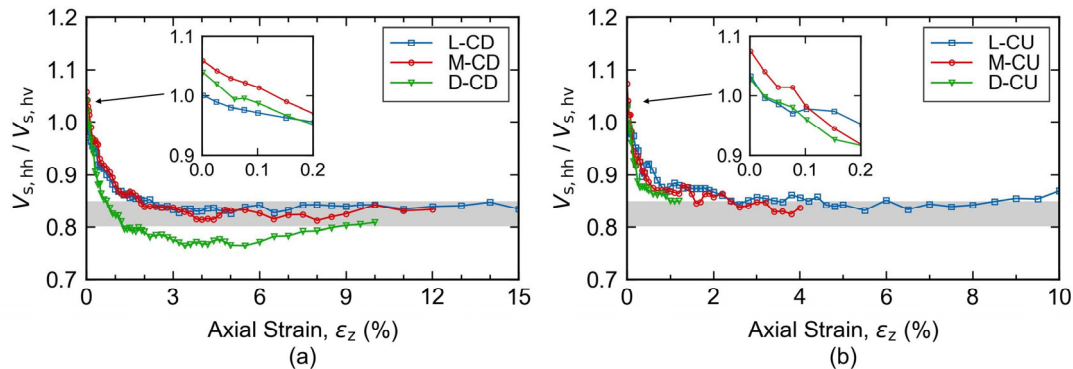 1.2
1.1
1.0
0.9
0.8
0.7
V_s, hh / V_s, hv
1.1
1.0
0.9
0.0 0.1 0.2
L-CD
M-CD
D-CD
0 3 6 9 12 15
Axial Strain, ε_z (%)
(a)
1.2
1.1
1.0
0.9
0.8
0.7
V_s, hh / V_s, hv
1.1
1.0
0.9
0.0 0.1 0.2
L-CU
M-CU
D-CU
0 2 4 6 8 10
Axial Strain, ε_z (%)
(b)